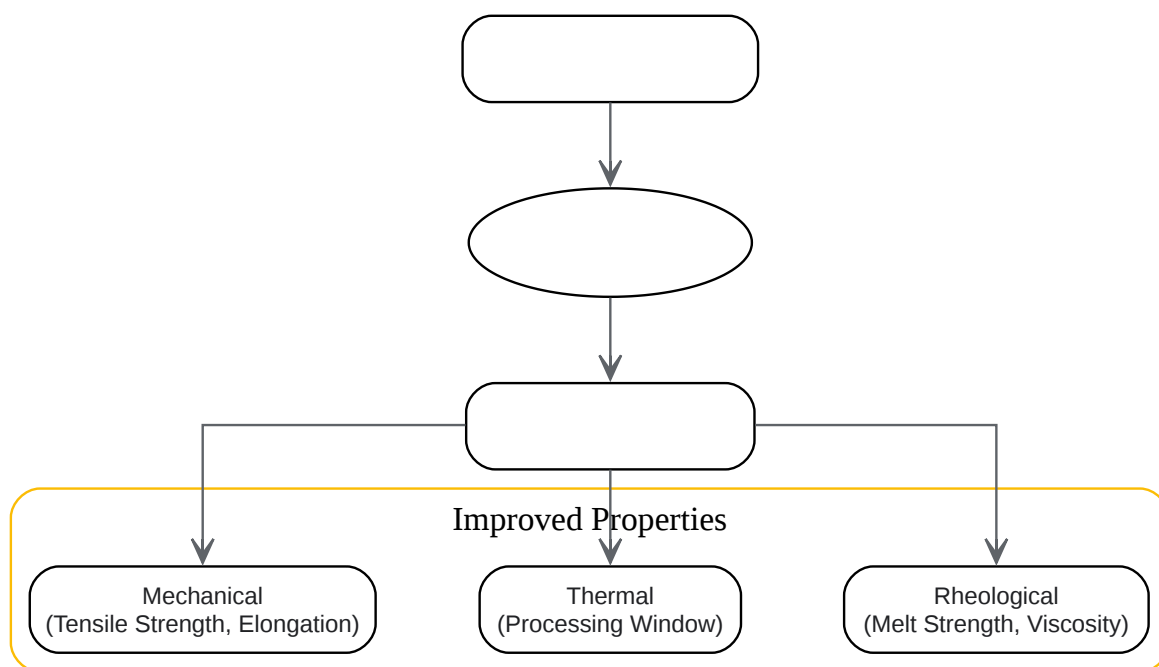 Improved Properties
Mechanical
(Tensile Strength, Elongation)
Thermal
(Processing Window)
Rheological
(Melt Strength, Viscosity)